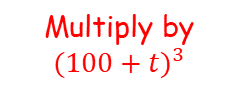 Multiply by
(100 + t)³